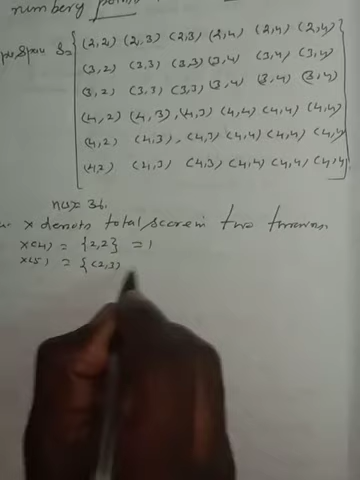 numbery points
S = { (2,2) (2,3) (2,3) (2,4) (2,4) (2,4)
(3,2) (3,3) (3,3) (3,4) (3,4) (3,4)
(3,2) (3,3) (3,3) (3,4) (3,4) (3,4)
(4,2) (4,3), (4,3) (4,4) (4,4) (4,4)
(4,2) (4,3), (4,3) (4,4) (4,4) (4,4)
(4,2) (4,3) (4,3) (4,4) (4,4) (4,4) }
n(s)= 36.
x denots total score in two throws
x(4) = {2,2} = 1
x(5) = {(2,3)